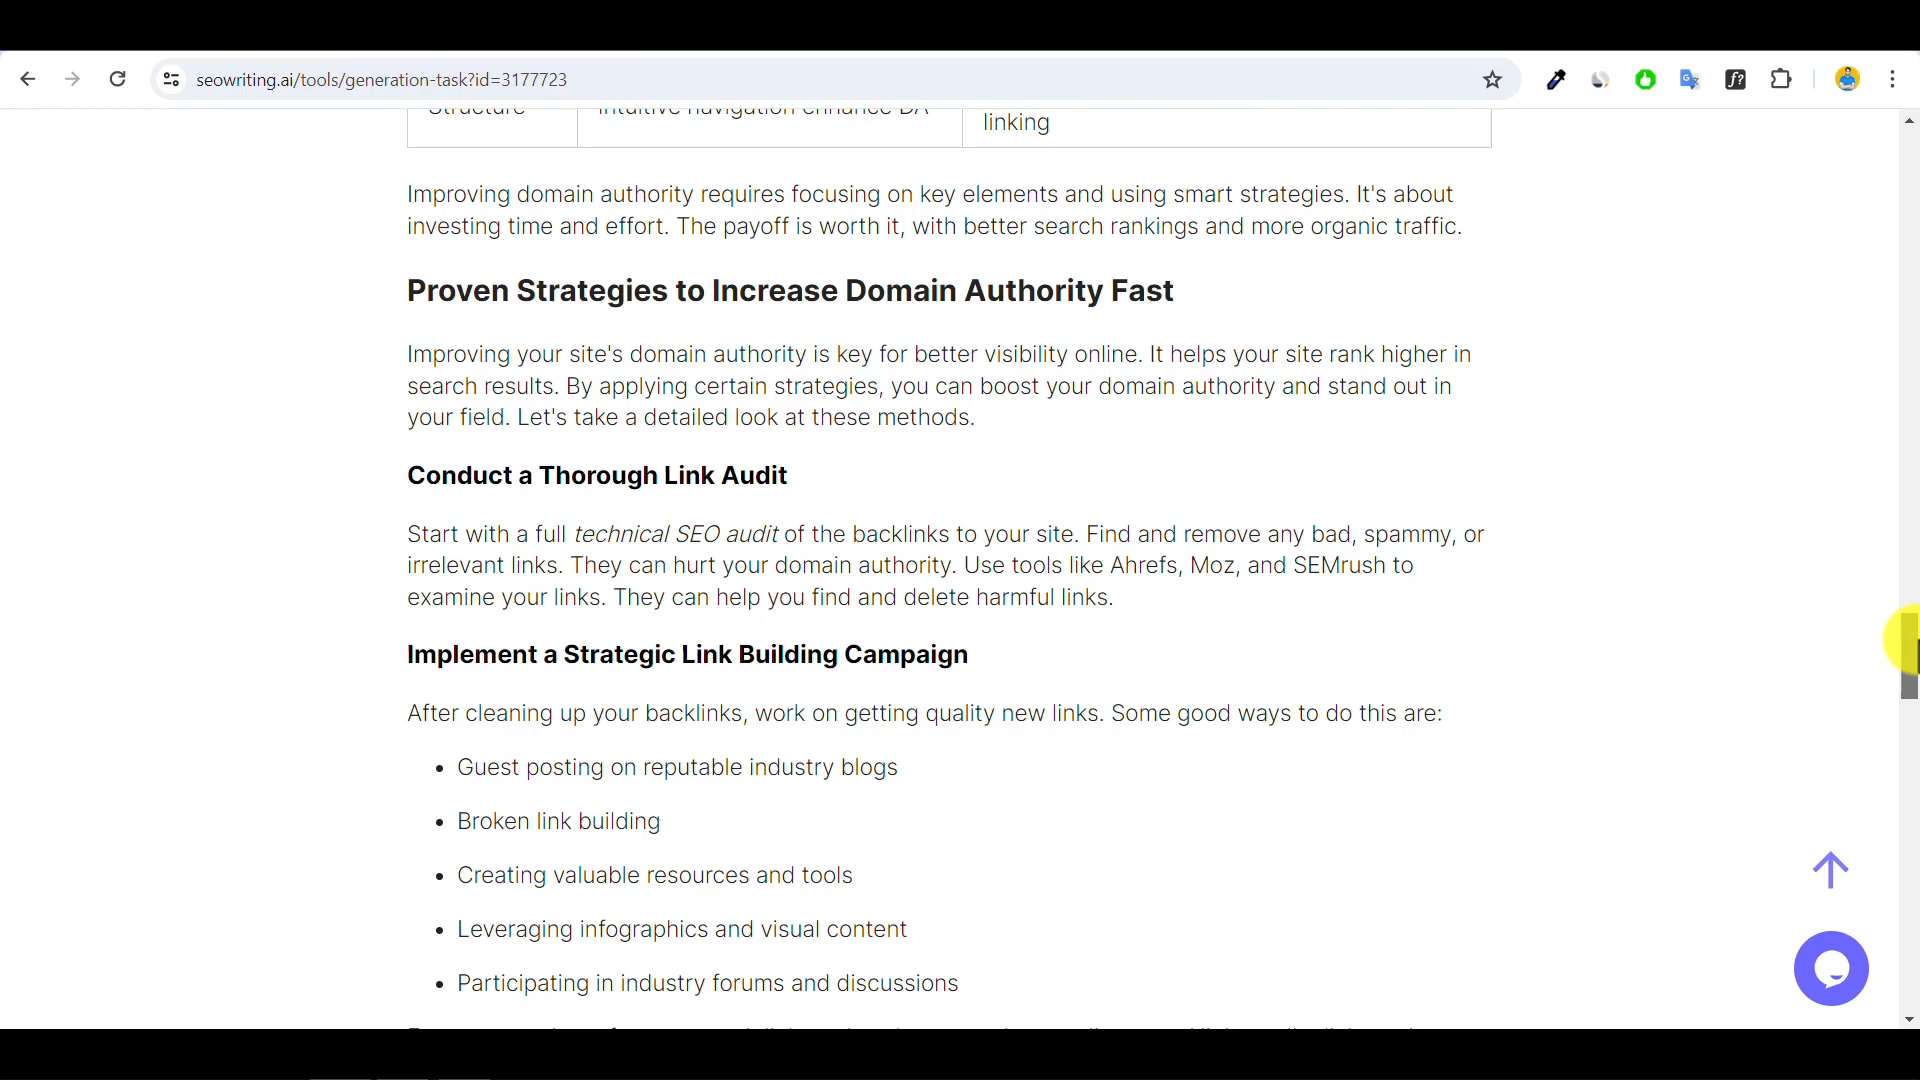 seowriting.ai/tools/generation-task?id=3177723
Structure
intuitive navigation enhance DA
linking
Improving domain authority requires focusing on key elements and using smart strategies. It's about
investing time and effort. The payoff is worth it, with better search rankings and more organic traffic.
Proven Strategies to Increase Domain Authority Fast
Improving your site's domain authority is key for better visibility online. It helps your site rank higher in
search results. By applying certain strategies, you can boost your domain authority and stand out in
your field. Let's take a detailed look at these methods.
Conduct a Thorough Link Audit
Start with a full technical SEO audit of the backlinks to your site. Find and remove any bad, spammy, or
irrelevant links. They can hurt your domain authority. Use tools like Ahrefs, Moz, and SEMrush to
examine your links. They can help you find and delete harmful links.
Implement a Strategic Link Building Campaign
After cleaning up your backlinks, work on getting quality new links. Some good ways to do this are:
• Guest posting on reputable industry blogs
• Broken link building
• Creating valuable resources and tools
• Leveraging infographics and visual content
• Participating in industry forums and discussions